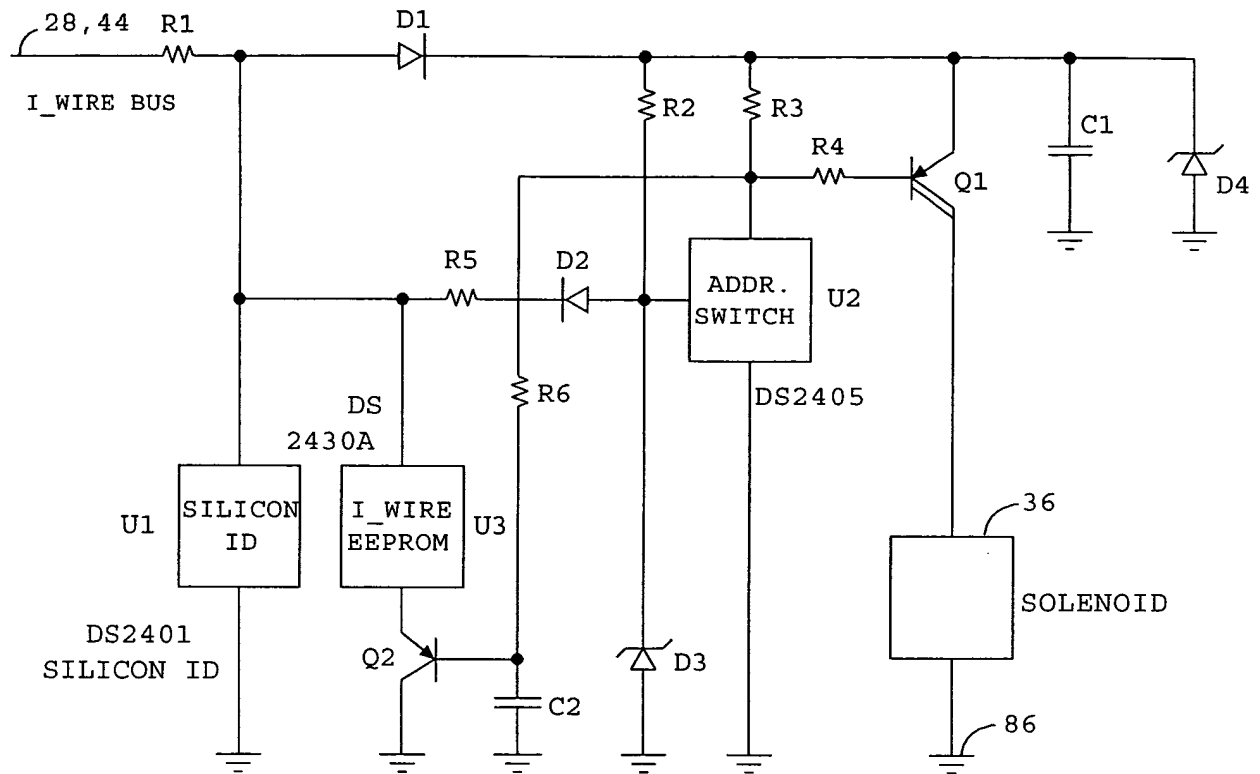 28,44
R1
D1
I_WIRE BUS
R2
R3
C1
R4
Q1
D4
R5
D2
ADDR.
SWITCH
U2
R6
DS2405
DS
2430A
U1
SILICON
ID
I_WIRE
EEPROM
U3
36
SOLENOID
DS2401
SILICON ID
Q2
D3
C2
86